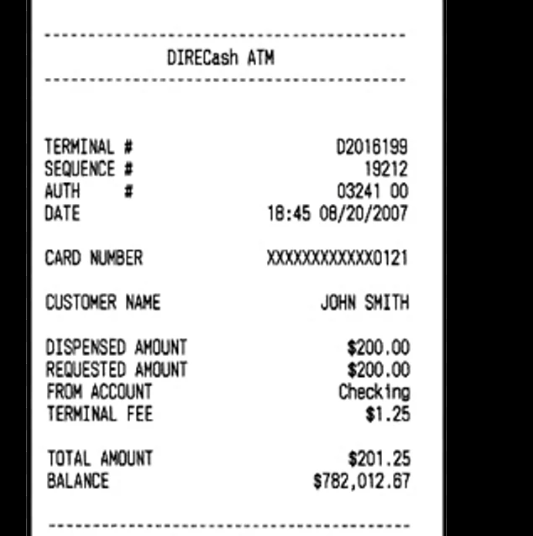 ----------------------------------------
DIRECash ATM
----------------------------------------
TERMINAL # D2016199
SEQUENCE # 19212
AUTH # 03241 00
DATE 18:45 08/20/2007
CARD NUMBER XXXXXXXXXXXX0121
CUSTOMER NAME JOHN SMITH
DISPENSED AMOUNT $200.00
REQUESTED AMOUNT $200.00
FROM ACCOUNT Checking
TERMINAL FEE $1.25
TOTAL AMOUNT $201.25
BALANCE $782,012.67
----------------------------------------